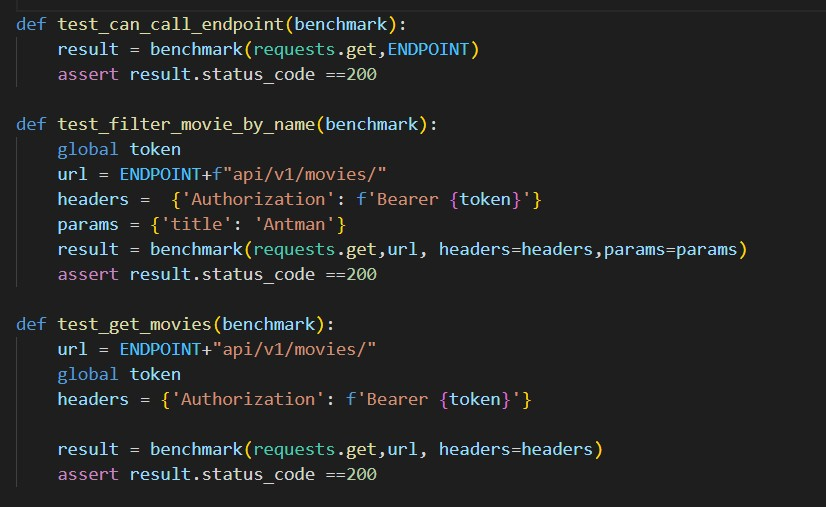 def test_can_call_endpoint(benchmark):
    result = benchmark(requests.get,ENDPOINT)
    assert result.status_code ==200

def test_filter_movie_by_name(benchmark):
    global token
    url = ENDPOINT+f"api/v1/movies/"
    headers =  {'Authorization': f'Bearer {token}'}
    params = {'title': 'Antman'}
    result = benchmark(requests.get,url, headers=headers,params=params)
    assert result.status_code ==200

def test_get_movies(benchmark):
    url = ENDPOINT+"api/v1/movies/"
    global token
    headers = {'Authorization': f'Bearer {token}'}

    result = benchmark(requests.get,url, headers=headers)
    assert result.status_code ==200